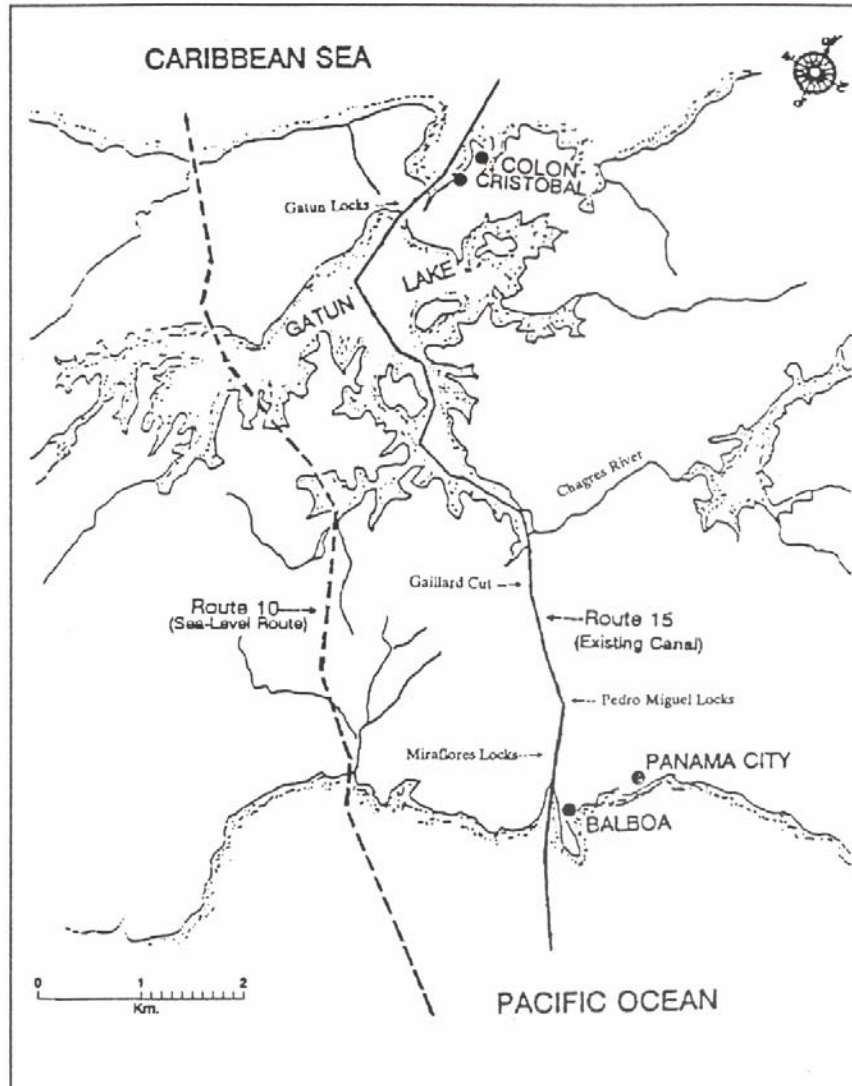 CARIBBEAN SEA
COLON
CRISTOBAL
Gatun Locks
LAKE
GATUN
Chagres River
Gaillard Cut
Route 10
(Sea-Level Route)
Route 15
(Existing Canal)
Pedro Miguel Locks
Miraflores Locks
PANAMA CITY
BALBOA
0 1 2
Km.
PACIFIC OCEAN